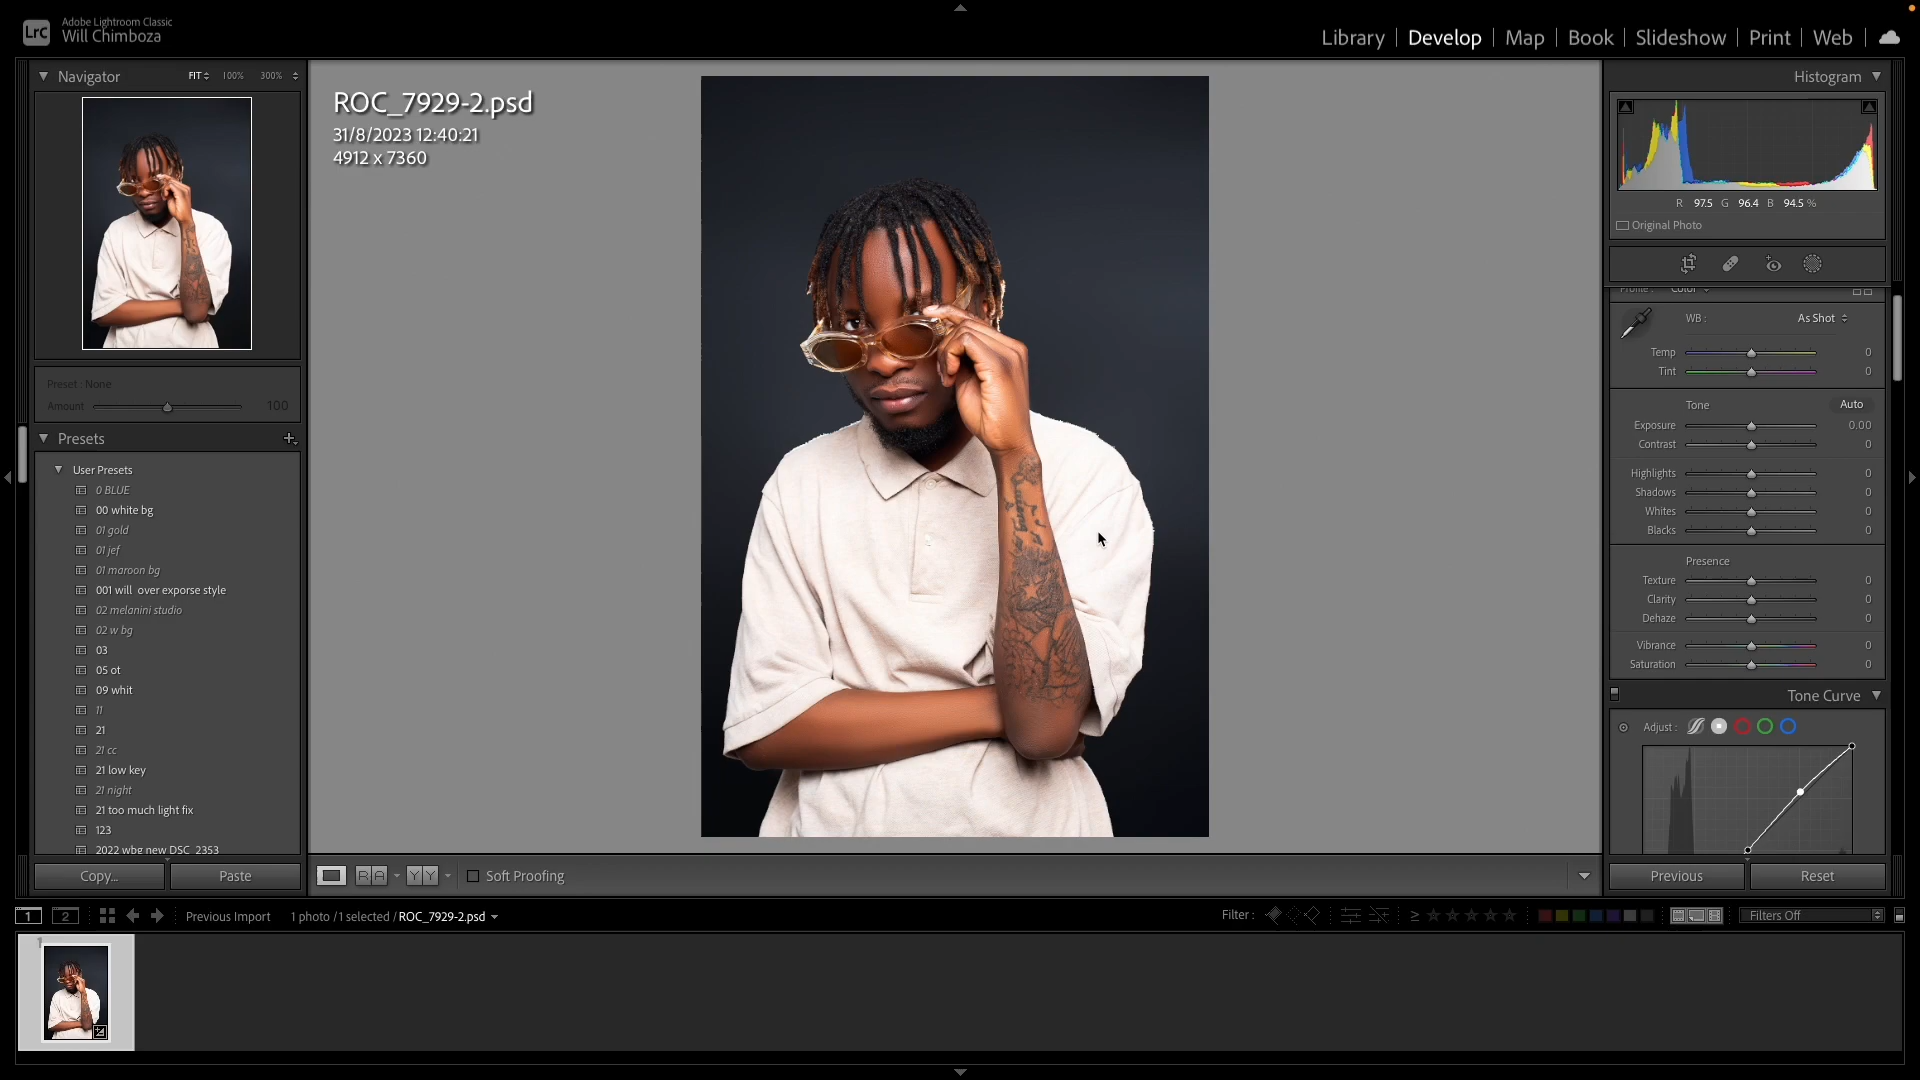 LrC
Adobe Lightroom Classic
Will Chimboza
Library | Develop | Map | Book | Slideshow | Print | Web
Navigator
FIT 100% 300%
Preset : None
Amount 100
Presets
User Presets
0 BLUE
00 white bg
01 gold
01 jef
01 maroon bg
001 will over exporse style
02 melanini studio
02 w bg
03
05 ot
09 whit
11
21
21 cc
21 low key
21 night
21 too much light fix
123
2022 wbg new DSC_2353
Copy...
Paste
ROC_7929-2.psd
31/8/2023 12:40:21
4912 x 7360
Soft Proofing
Histogram
R 97.5 G 96.4 B 94.5 %
Original Photo
Profile : Color
WB : As Shot
Temp 0
Tint 0
Tone Auto
Exposure 0.00
Contrast 0
Highlights 0
Shadows 0
Whites 0
Blacks 0
Presence
Texture 0
Clarity 0
Dehaze 0
Vibrance 0
Saturation 0
Tone Curve
Adjust :
Previous
Reset
1 2 Previous Import 1 photo / 1 selected / ROC_7929-2.psd
Filter : ≥ Filters Off
1